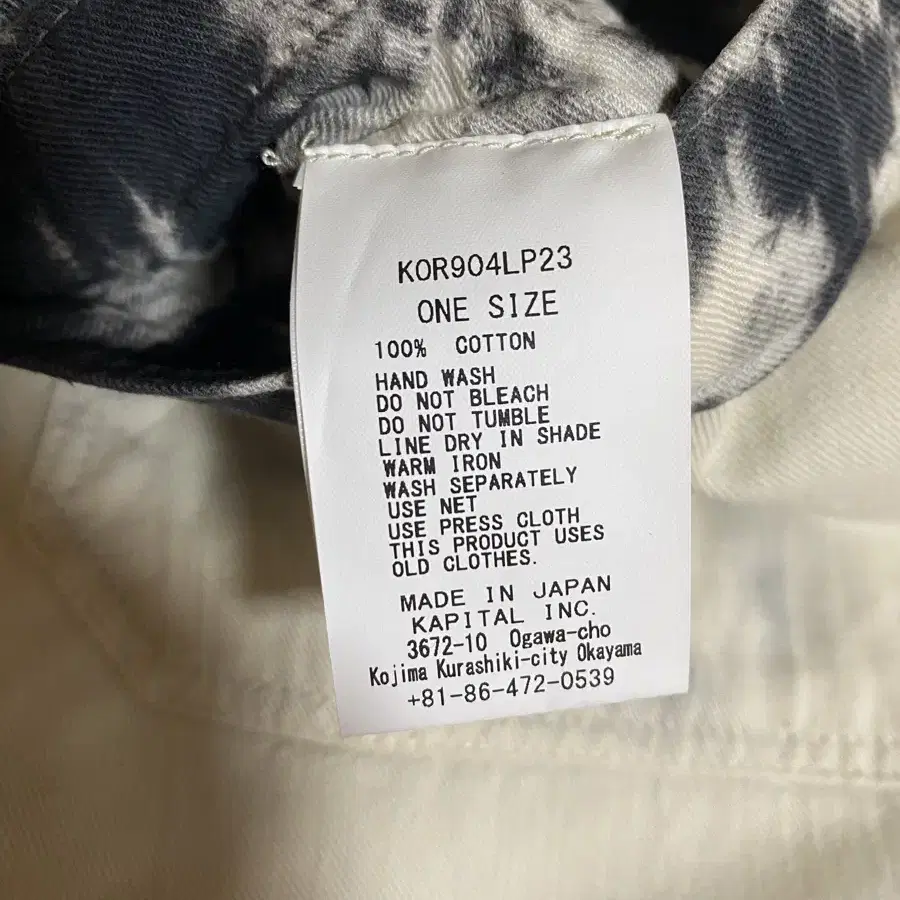 KOR904LP23
ONE SIZE
100% COTTON
HAND WASH
DO NOT BLEACH
DO NOT TUMBLE
LINE DRY IN SHADE
WARM IRON
WASH SEPARATELY
USE NET
USE PRESS CLOTH
THIS PRODUCT USES
OLD CLOTHES.
MADE IN JAPAN
KAPITAL INC.
3672-10 Ogawa-cho
Kojima Kurashiki-city Okayama
+81-86-472-0539